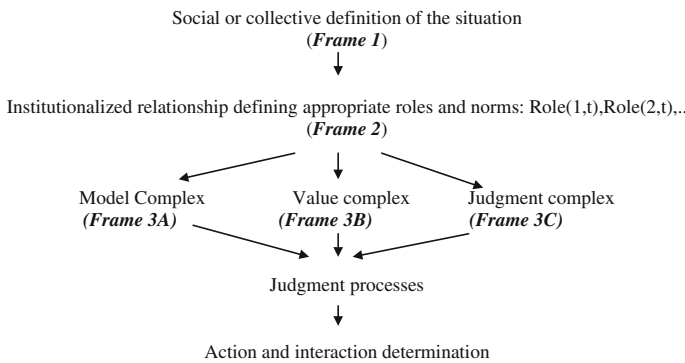 Social or collective definition of the situation
(Frame 1)
Institutionalized relationship defining appropriate roles and norms: Role(1,t),Role(2,t),..
(Frame 2)
Model Complex Value complex Judgment complex
(Frame 3A) (Frame 3B) (Frame 3C)
Judgment processes
Action and interaction determination